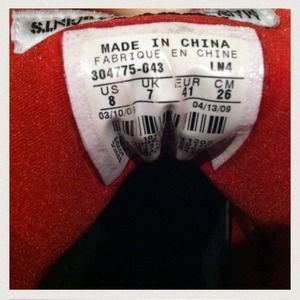 MADE IN CHINA
FABRIQUE EN CHINE
304775-043 LN4
US UK EUR CM
8 7 41 26
03/10/09 04/13/09